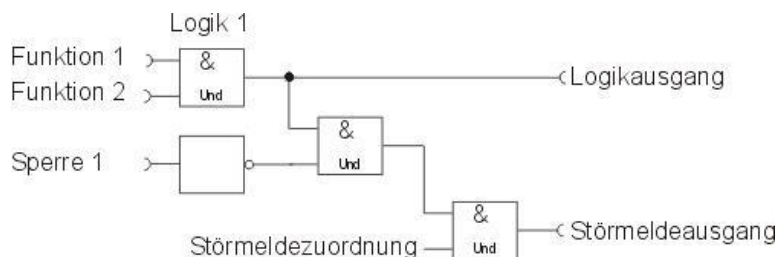 Logik 1
Funktion 1
&
Funktion 2
Und
Logikausgang
&
Sperre 1
Und
&
Störmeldeausgang
Störmeldezuordnung
Und